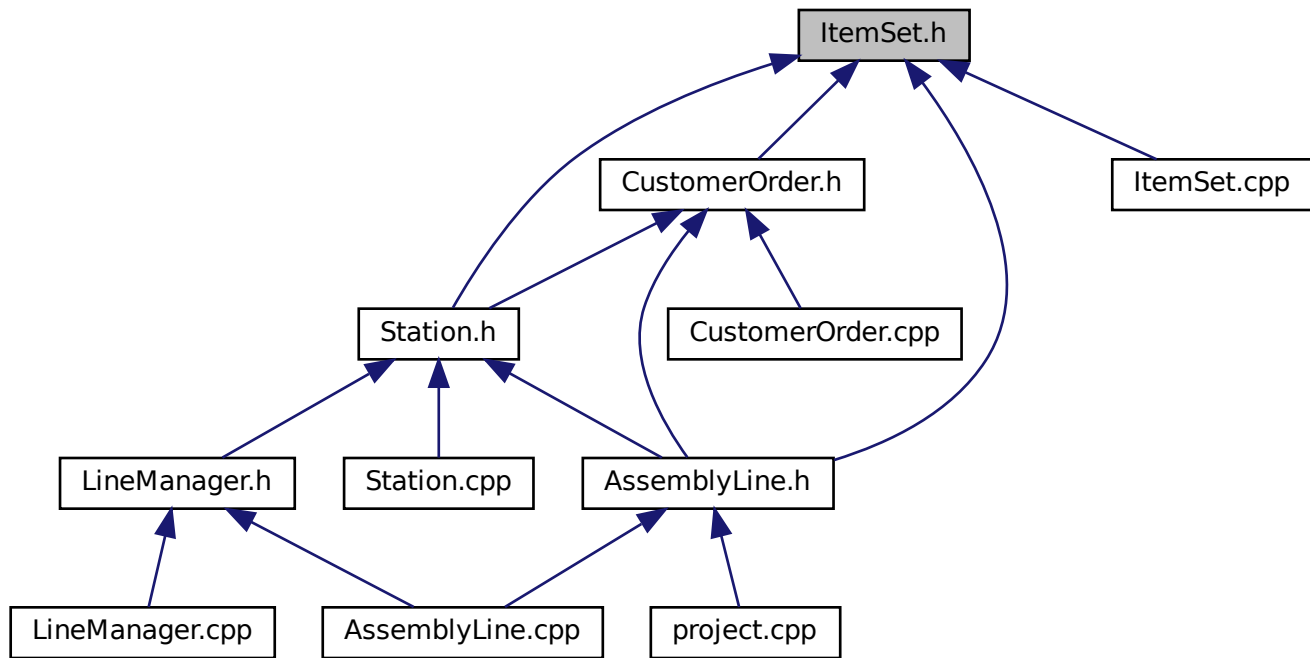 ItemSet.h
CustomerOrder.h
ItemSet.cpp
Station.h
CustomerOrder.cpp
LineManager.h
Station.cpp
AssemblyLine.h
LineManager.cpp
AssemblyLine.cpp
project.cpp